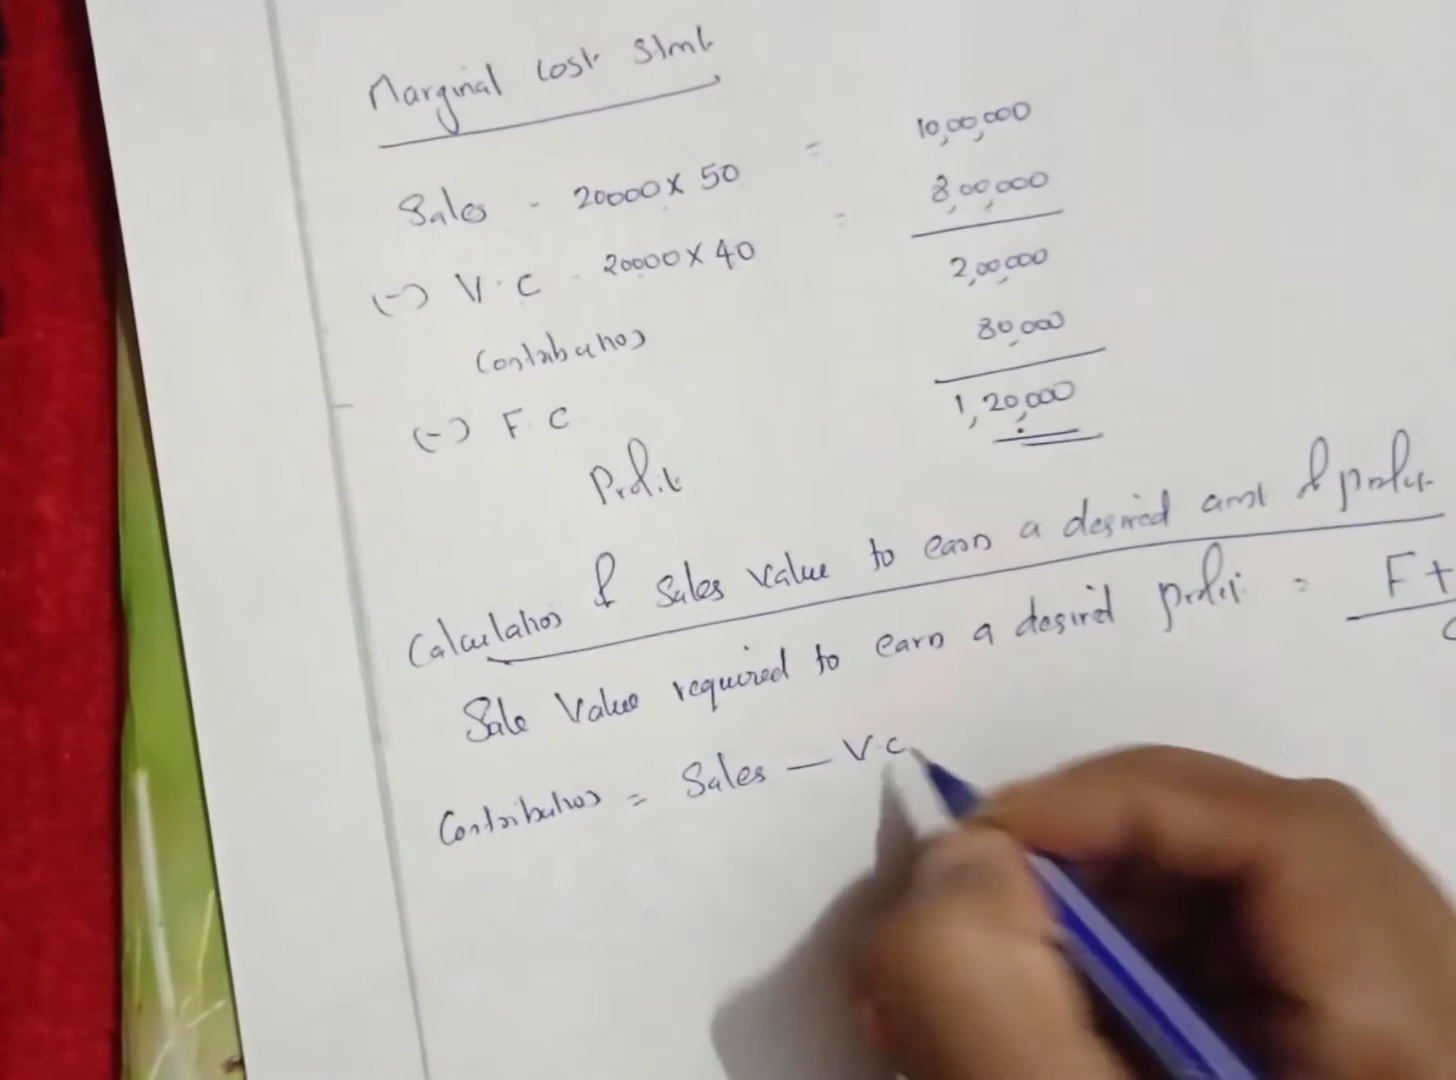 Marginal Cost Stmt
Sales - 20000 X 50 = 10,00,000
(-) V.C - 20000 X 40 = 8,00,000
Contribution 2,00,000
(-) F.C 80,000
Profit 1,20,000
Calculation of Sales value to earn a desired amt of profit
Sale Value required to earn a desired profit = F+
C
Contribution = Sales — V.C